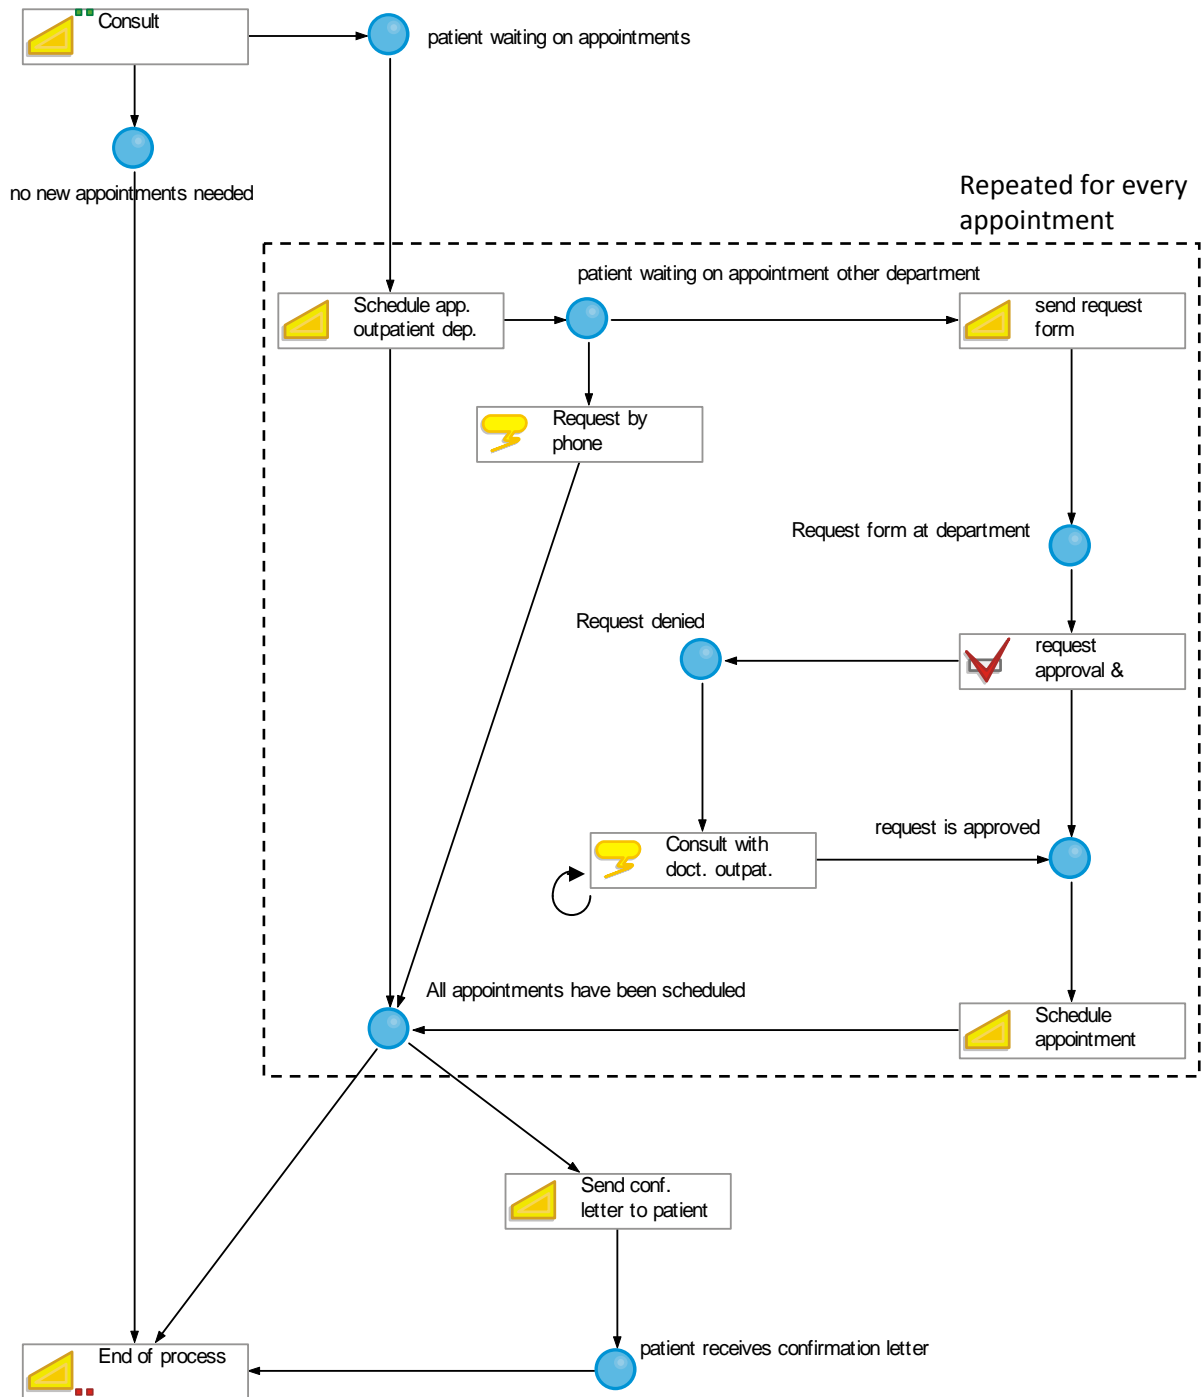 Consult
patient waiting on appointments
no new appointments needed
Repeated for every
appointment
patient waiting on appointment other department
Schedule app.
outpatient dep.
send request
form
Request by
phone
Request form at department
Request denied
request
approval &
request is approved
Consult with
doct. outpat.
All appointments have been scheduled
Schedule
appointment
Send conf.
letter to patient
patient receives confirmation letter
End of process